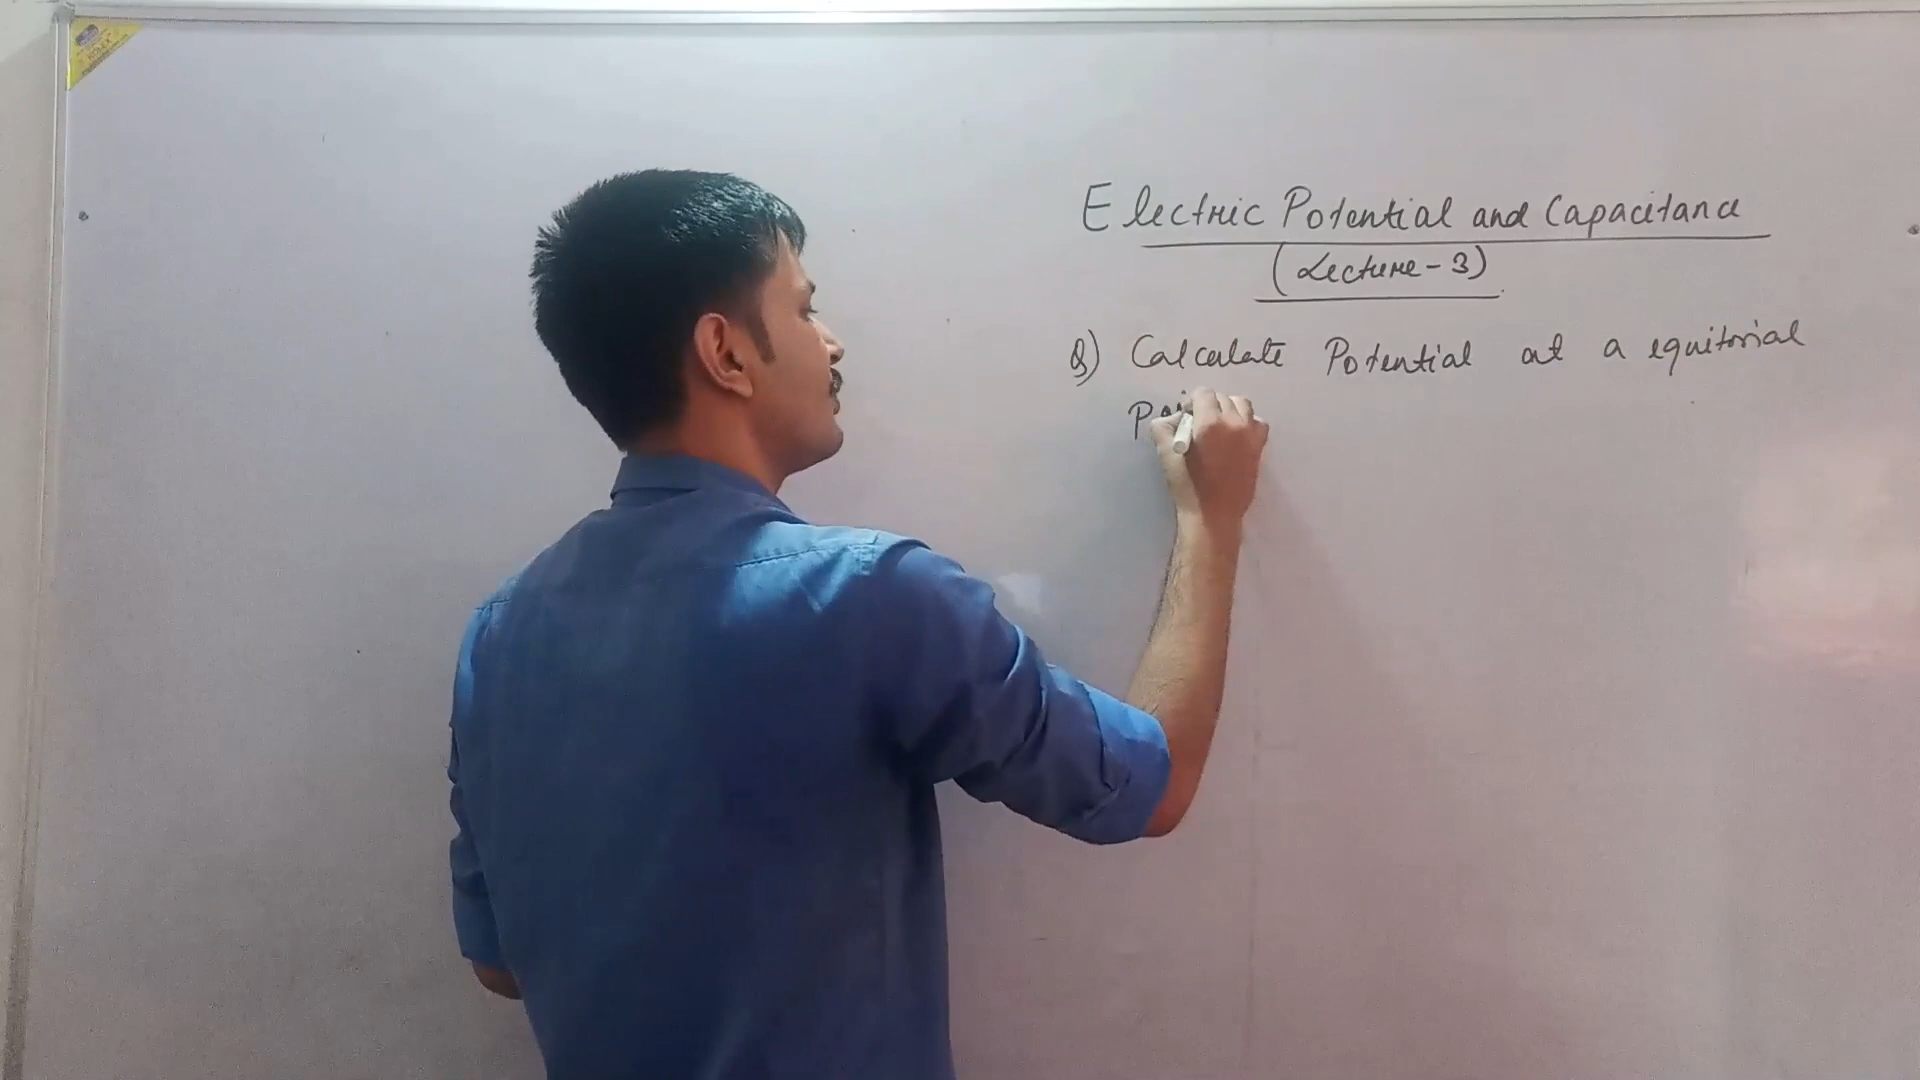 Electric Potential and Capacitance
(Lecture-3)
Q) Calculate Potential at a equitorial